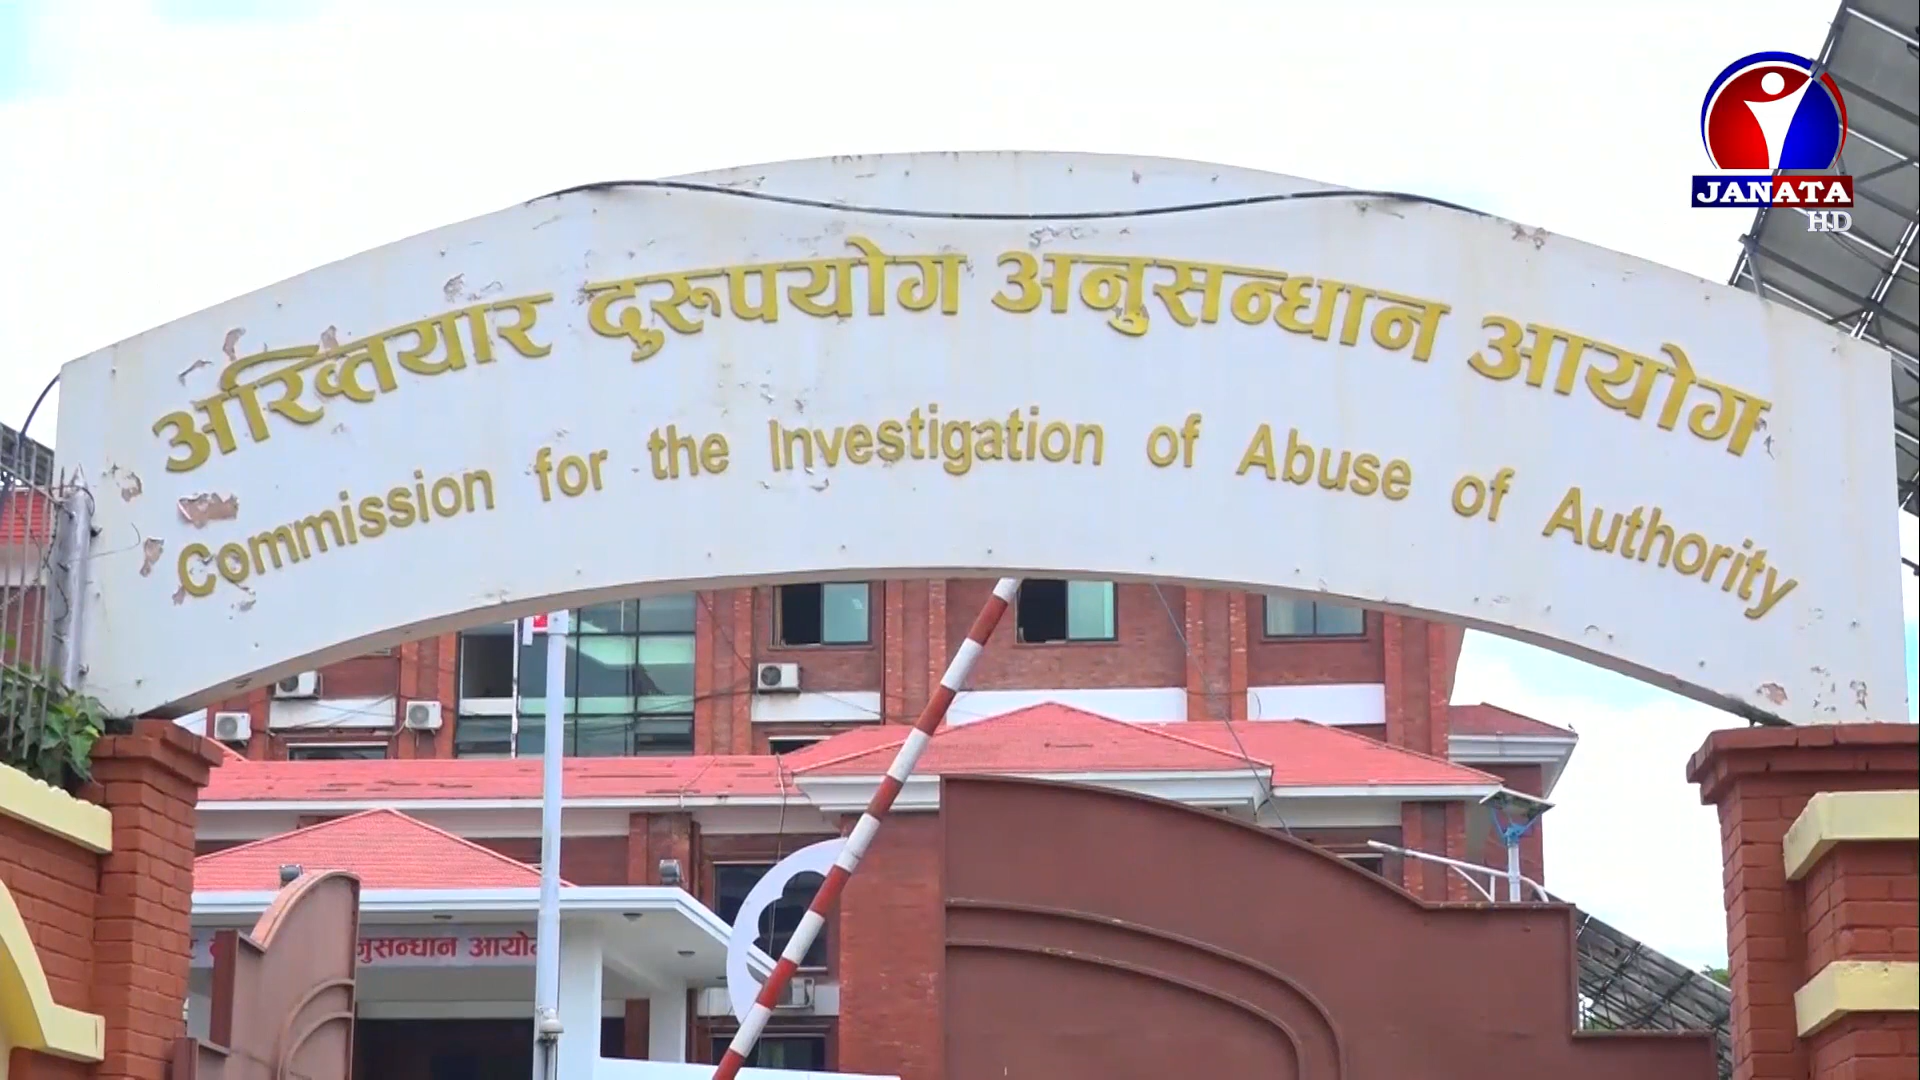 JANATA
HD
अख्तियार दुरुपयोग अनुसन्धान आयोग
Commission for the Investigation of Abuse of Authority
अनुसन्धान आयोग